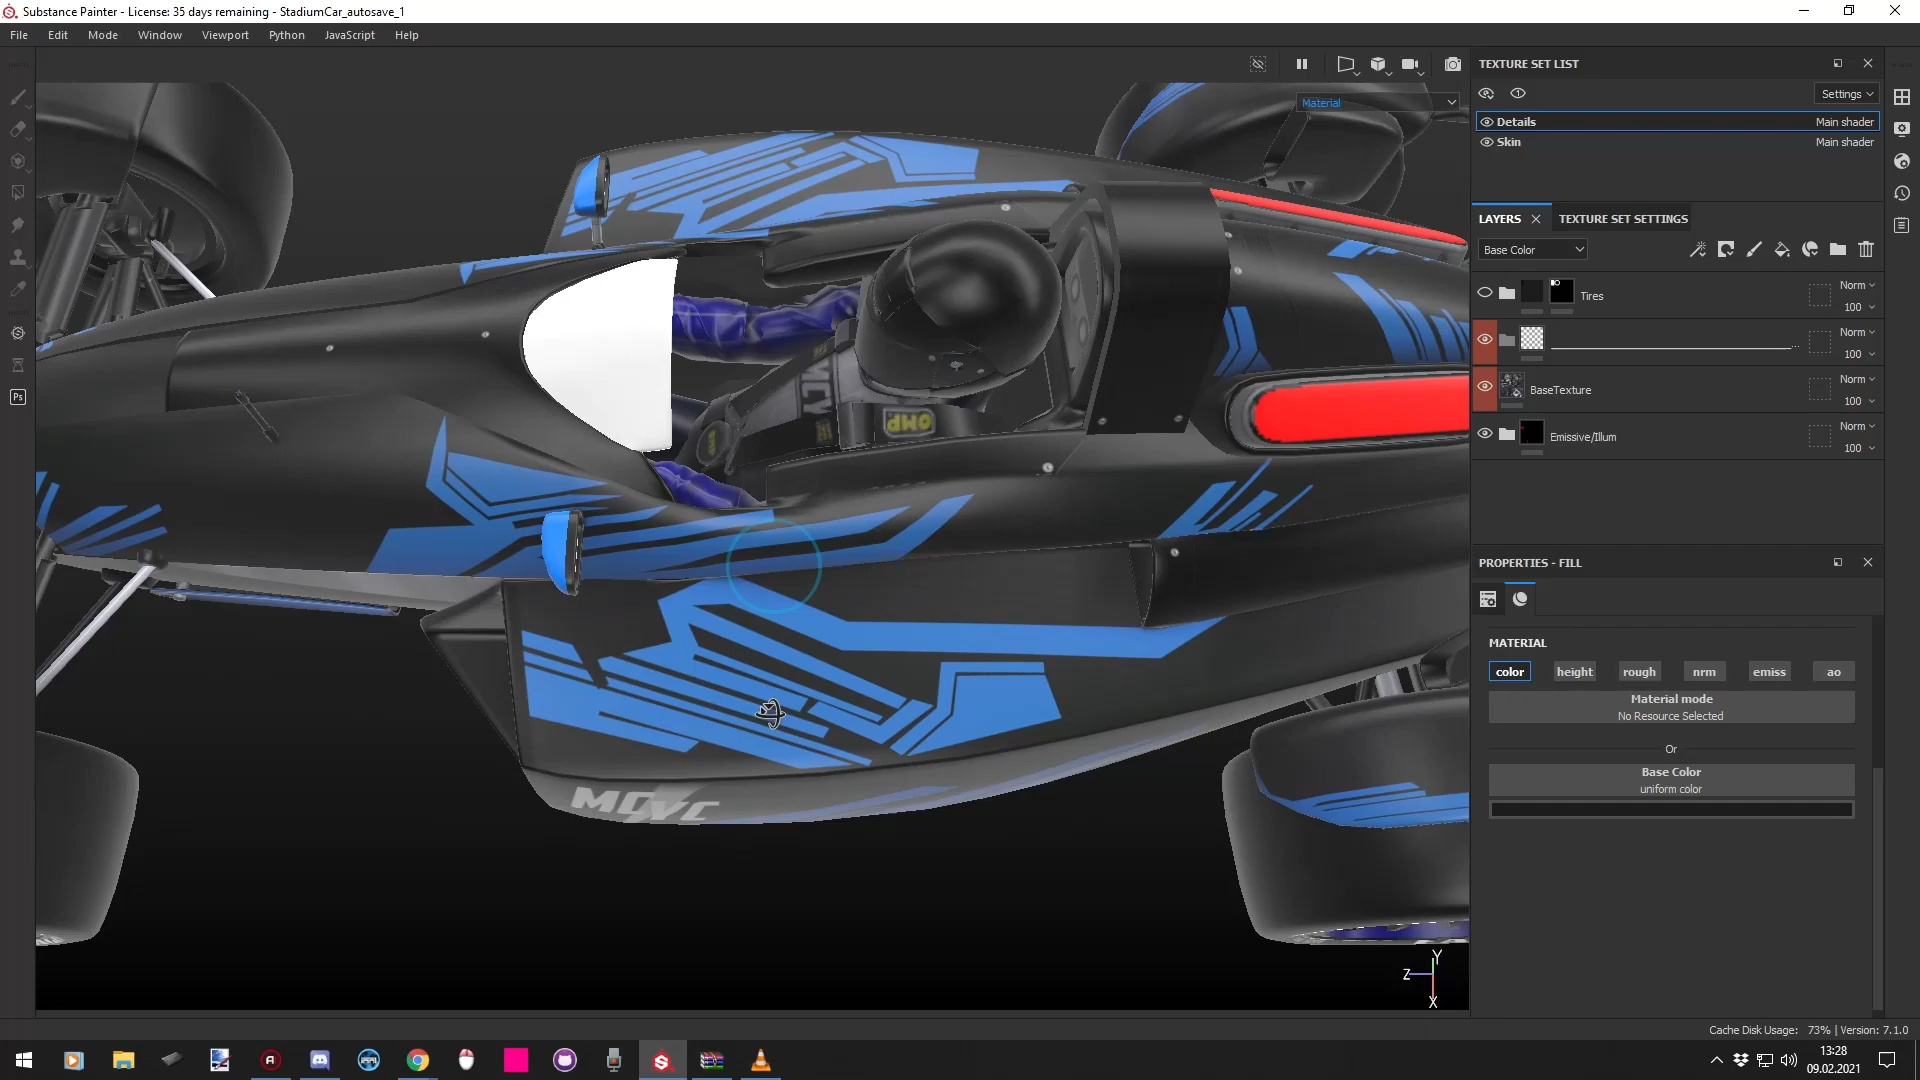 Substance Painter - License: 35 days remaining - StadiumCar_autosave_1
File Edit Mode Window Viewport Python JavaScript Help
Material
TEXTURE SET LIST
Settings
Details Main shader
Skin Main shader
LAYERS TEXTURE SET SETTINGS
Base Color
Tires Norm 100
Norm 100
BaseTexture Norm 100
Emissive/Illum Norm 100
PROPERTIES - FILL
MATERIAL
color height rough nrm emiss ao
Material mode
No Resource Selected
Or
Base Color
uniform color
Ps
OMP
Y
Z
X
Cache Disk Usage: 73% | Version: 7.1.0
13:28
09.02.2021